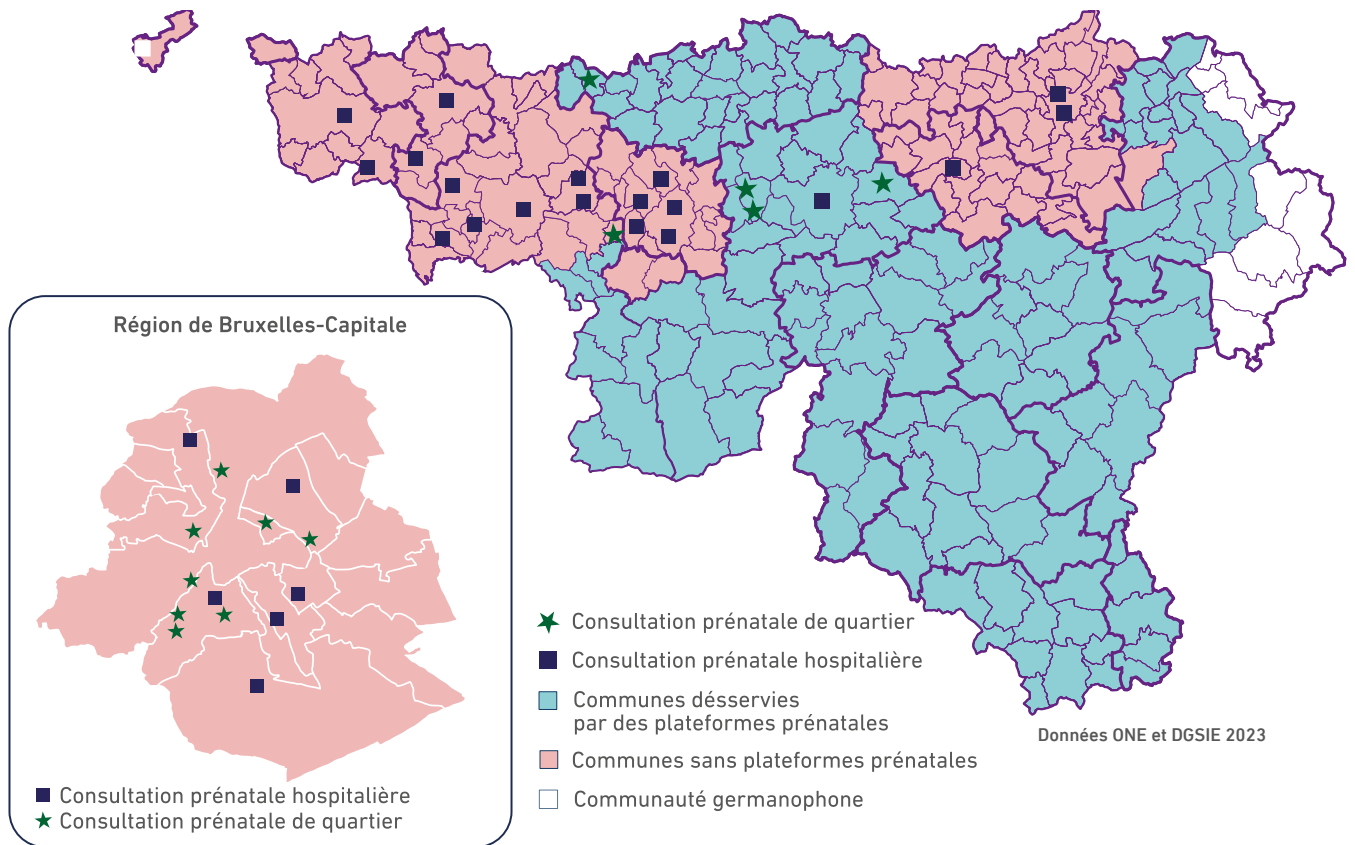 Région de Bruxelles-Capitale
Consultation prénatale hospitalière
Consultation prénatale de quartier
Consultation prénatale de quartier
Consultation prénatale hospitalière
Communes désservies
par des plateformes prénatales
Communes sans plateformes prénatales
Communauté germanophone
Données ONE et DGSIE 2023